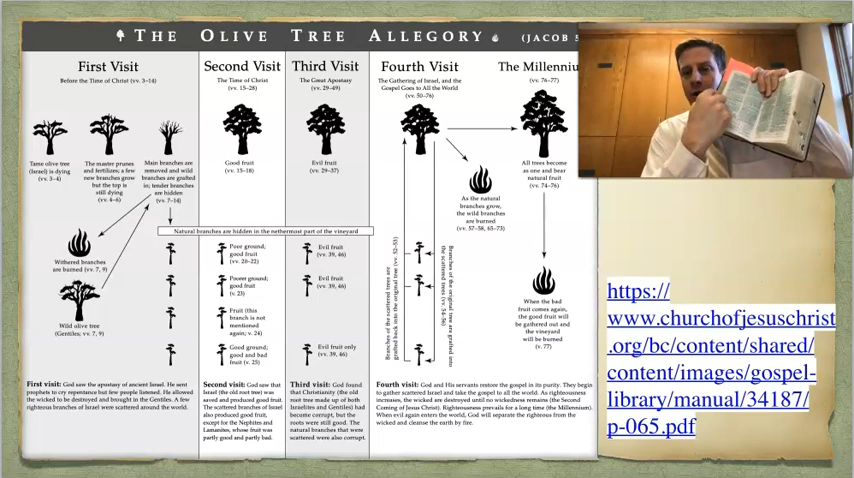 THE OLIVE TREE ALLEGORY (JACOB 5
First Visit
Before the Time of Christ (vv. 3–14)
Tame olive tree
(Israel) is dying
(vv. 3–4)
The master prunes
and fertilizes; a few
new branches grow
but the top is
still dying
(vv. 4–6)
Main branches are
removed and wild
branches are grafted
in; tender branches
are hidden
(vv. 7–14)
Withered branches
are burned (vv. 7, 9)
Wild olive tree
(Gentiles; vv. 7, 9)
Second Visit
The Time of Christ
(vv. 15–28)
Good fruit
(vv. 15–18)
Third Visit
The Great Apostasy
(vv. 29–49)
Evil fruit
(vv. 29–37)
Natural branches are hidden in the nethermost part of the vineyard
Poor ground;
good fruit
(vv. 20–22)
Evil fruit
(vv. 39, 46)
Poorer ground;
good fruit
(v. 23)
Evil fruit
(vv. 39, 46)
Fruit (this
branch is not
mentioned
again; v. 24)
Good ground;
good and bad
fruit (v. 25)
Evil fruit only
(vv. 39, 46)
Fourth Visit
The Gathering of Israel, and the
Gospel Goes to All the World
(vv. 50–76)
As the natural
branches grow,
the wild branches
are burned
(vv. 57–58, 65–73)
Branches of the scattered trees are
grafted back into the original tree (vv. 52–53)
Branches of the original tree are grafted into
the scattered trees (vv. 54–56)
The Millenniu
(vv. 76–77)
All trees become
as one and bear
natural fruit
(vv. 74–76)
When the bad
fruit comes again,
the good fruit will
be gathered out and
the vineyard
will be burned
(v. 77)
First visit: God saw the apostasy of ancient Israel. He sent
prophets to cry repentance but few people listened. He allowed
the wicked to be destroyed and brought in the Gentiles. A few
righteous branches of Israel were scattered around the world.
Second visit: God saw that
Israel (the old root tree) was
saved and produced good fruit.
The scattered branches of Israel
also produced good fruit,
except for the Nephites and
Lamanites, whose fruit was
partly good and partly bad.
Third visit: God found
that Christianity (the old
root tree made up of both
Israelites and Gentiles) had
become corrupt, but the
roots were still good. The
natural branches that were
scattered were also corrupt.
Fourth visit: God and His servants restore the gospel in its purity. They begin
to gather scattered Israel and take the gospel to all the world. As righteousness
increases, the wicked are destroyed until no wickedness remains (the Second
Coming of Jesus Christ). Righteousness prevails for a long time (the Millennium).
When evil again enters the world, God will separate the righteous from the
wicked and cleanse the earth by fire.
https://
www.churchofjesuschrist
.org/bc/content/shared/
content/images/gospel-
library/manual/34187/
p-065.pdf